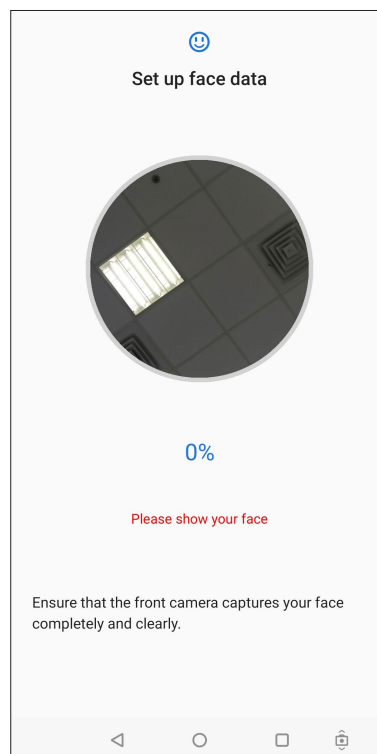 Set up face data
0%
Please show your face
Ensure that the front camera captures your face
completely and clearly.